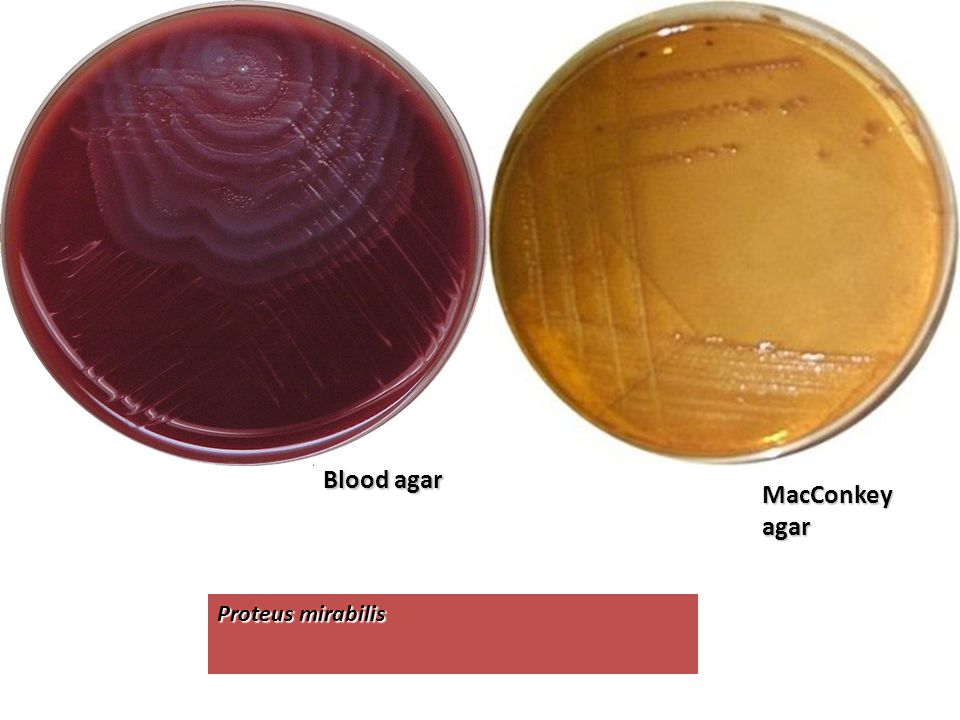 Blood agar
MacConkey
agar
Proteus mirabilis